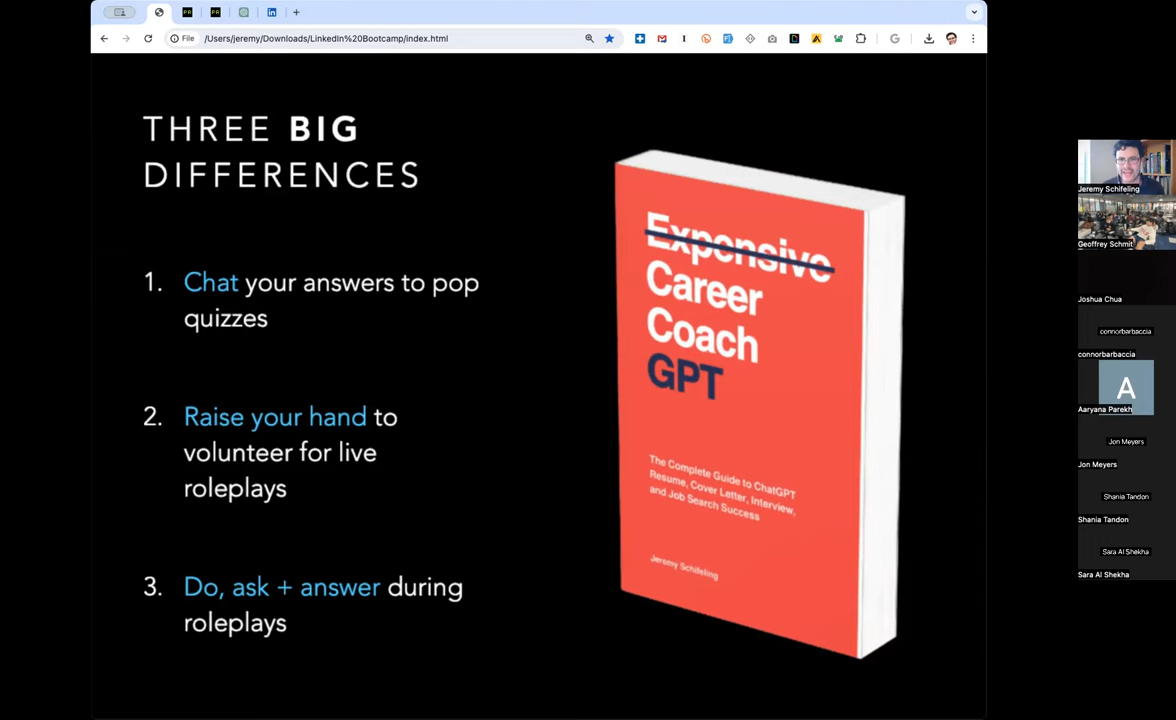 File
/Users/jeremy/Downloads/LinkedIn%20Bootcamp/index.html
THREE BIG
DIFFERENCES
1. Chat your answers to pop
quizzes
2. Raise your hand to
volunteer for live
roleplays
3. Do, ask + answer during
roleplays
Expensive
Career
Coach
GPT
The Complete Guide to ChatGPT
Resume, Cover Letter, Interview,
and Job Search Success
Jeremy Schifeling
Jeremy Schifeling
Geoffrey Schmit
Joshua Chua
connorbarbaccia
connorbarbaccia
A
Aaryana Parekh
Jon Meyers
Jon Meyers
Shania Tandon
Shania Tandon
Sara Al Shekha
Sara Al Shekha